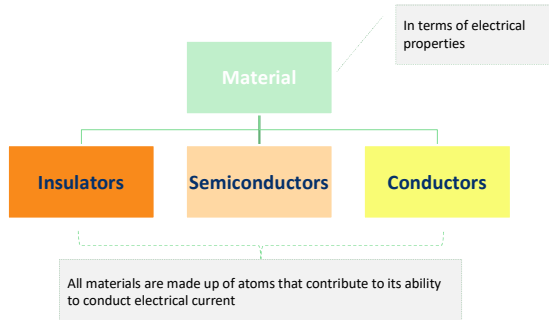 In terms of electrical
properties
Material
Insulators
Semiconductors
Conductors
All materials are made up of atoms that contribute to its ability
to conduct electrical current